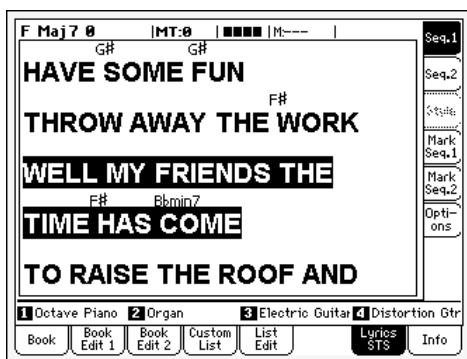 F Maj7 0 |MT:0 | |M:--- |
G# G#
HAVE SOME FUN
F#
THROW AWAY THE WORK
WELL MY FRIENDS THE
F# Bbmin7
TIME HAS COME
TO RAISE THE ROOF AND
1 Octave Piano 2 Organ 3 Electric Guitar 4 Distortion Gtr
Book Book Edit 1 Book Edit 2 Custom List List Edit Lyrics STS Info
Seq.1
Seq.2
Style
Mark Seq.1
Mark Seq.2
Opti-
ons